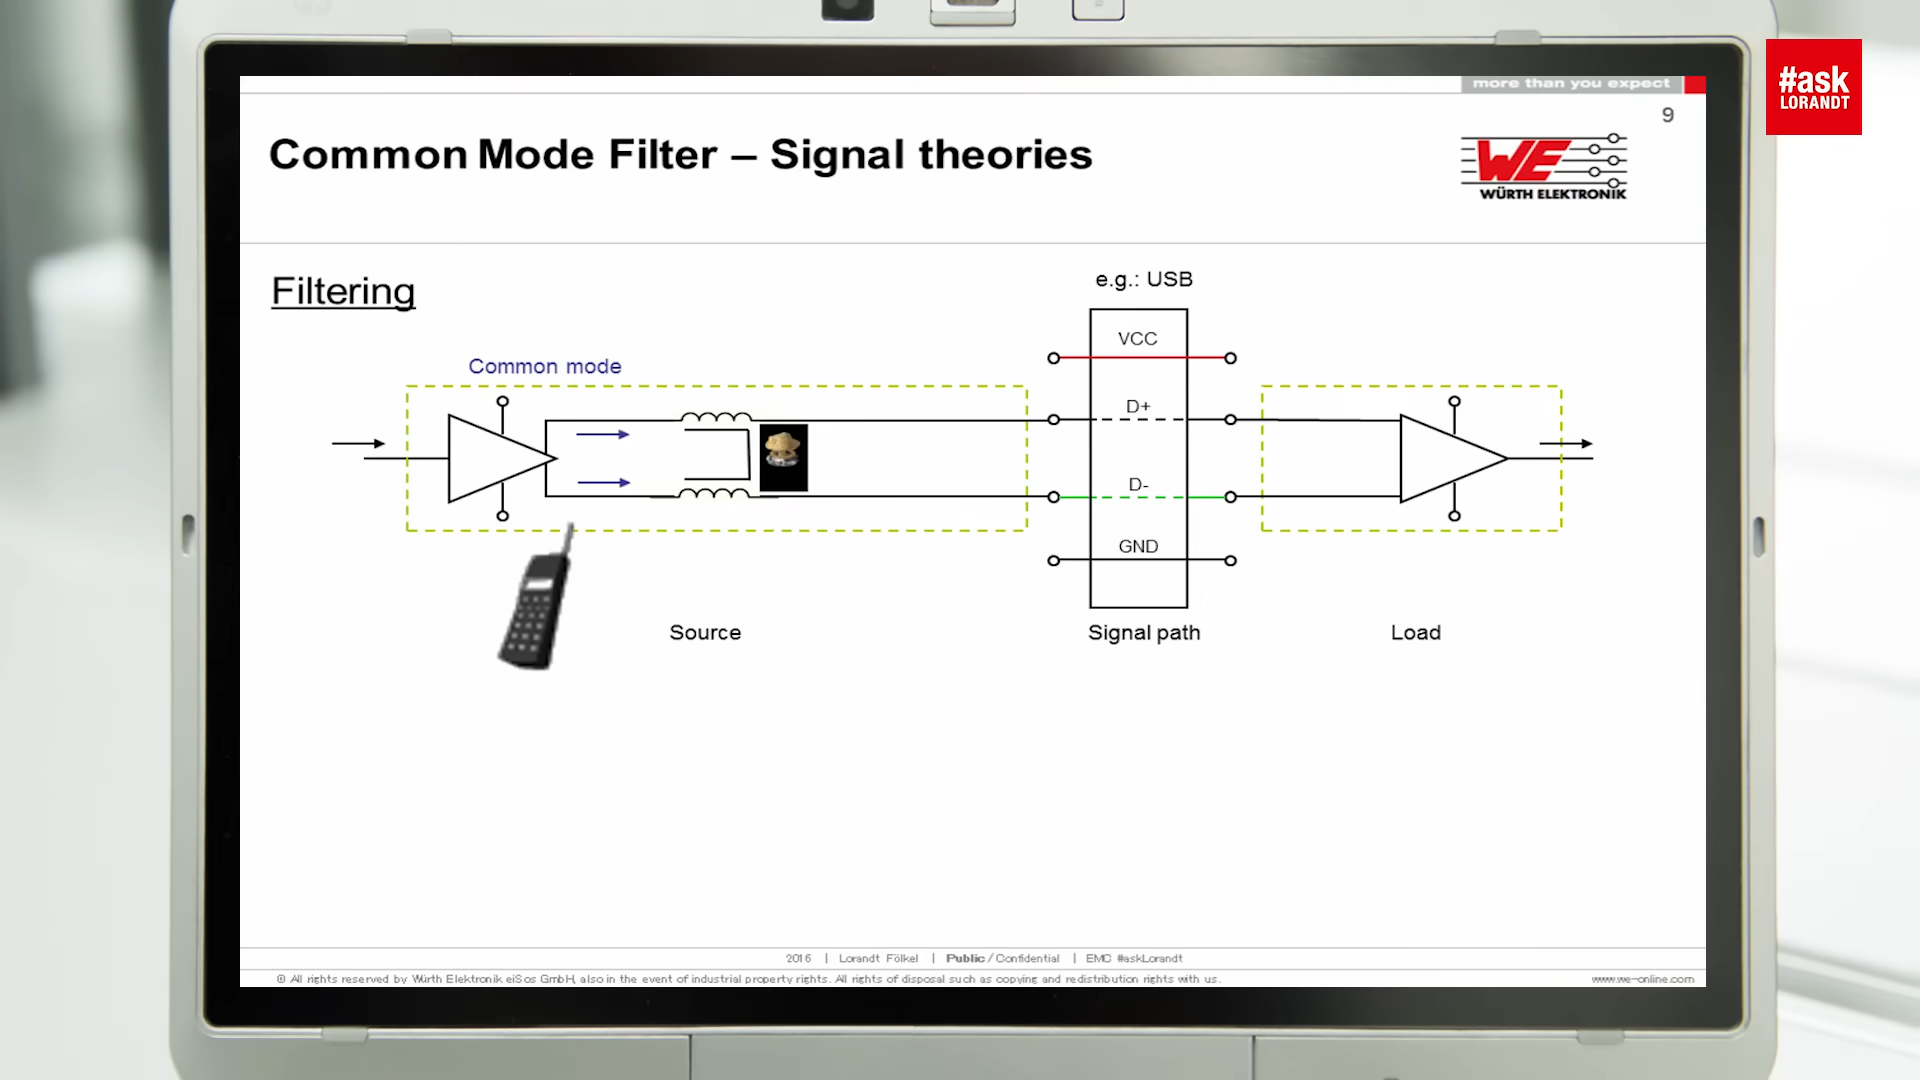 more than you expect
#ask
LORANDT
9
Common Mode Filter – Signal theories
WE
WÜRTH ELEKTRONIK
Filtering
e.g.: USB
VCC
Common mode
D+
D-
GND
Source
Signal path
Load
2016 | Lorandt Fölkel | Public / Confidential | EMC #askLorandt
© All rights reserved by Würth Elektronik eiSos GmbH, also in the event of industrial property rights. All rights of disposal such as copying and redistribution rights with us.
www.we-online.com